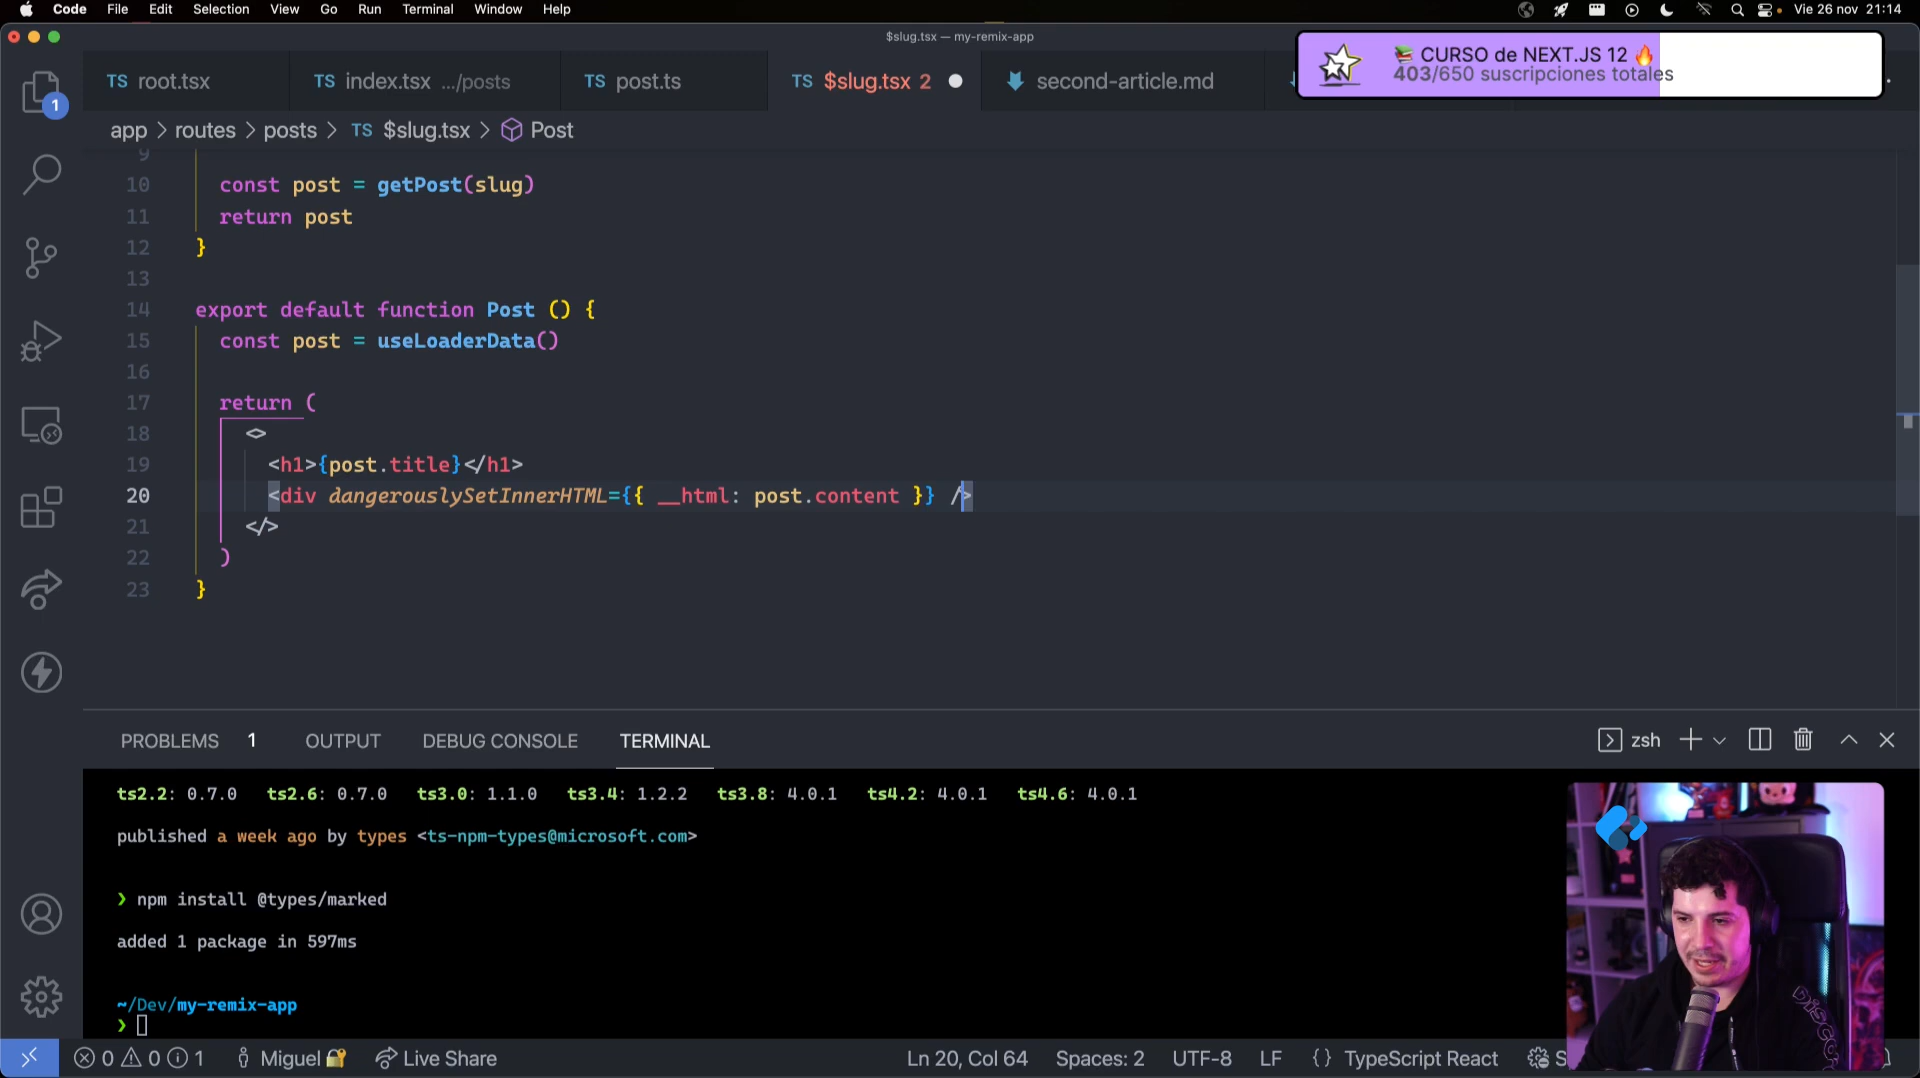 Code File Edit Selection View Go Run Terminal Window Help
Vie 26 nov 21:14
$slug.tsx — my-remix-app
TS root.tsx
TS index.tsx .../posts
TS post.ts
TS $slug.tsx 2
second-article.md
📚 CURSO de NEXT.JS 12 🔥
403/650 suscripciones totales
1
app > routes > posts > TS $slug.tsx > Post
9
10 const post = getPost(slug)
11 return post
12 }
13
14 export default function Post () {
15 const post = useLoaderData()
16
17 return (
18 <>
19 <h1>{post.title}</h1>
20 <div dangerouslySetInnerHTML={{ __html: post.content }} />
21 </>
22 )
23 }
PROBLEMS 1 OUTPUT DEBUG CONSOLE TERMINAL
zsh
ts2.2: 0.7.0 ts2.6: 0.7.0 ts3.0: 1.1.0 ts3.4: 1.2.2 ts3.8: 4.0.1 ts4.2: 4.0.1 ts4.6: 4.0.1
published a week ago by types <ts-npm-types@microsoft.com>
❯ npm install @types/marked
added 1 package in 597ms
~/Dev/my-remix-app
❯
0 0 1 Miguel 🔐 Live Share
Ln 20, Col 64 Spaces: 2 UTF-8 LF {} TypeScript React